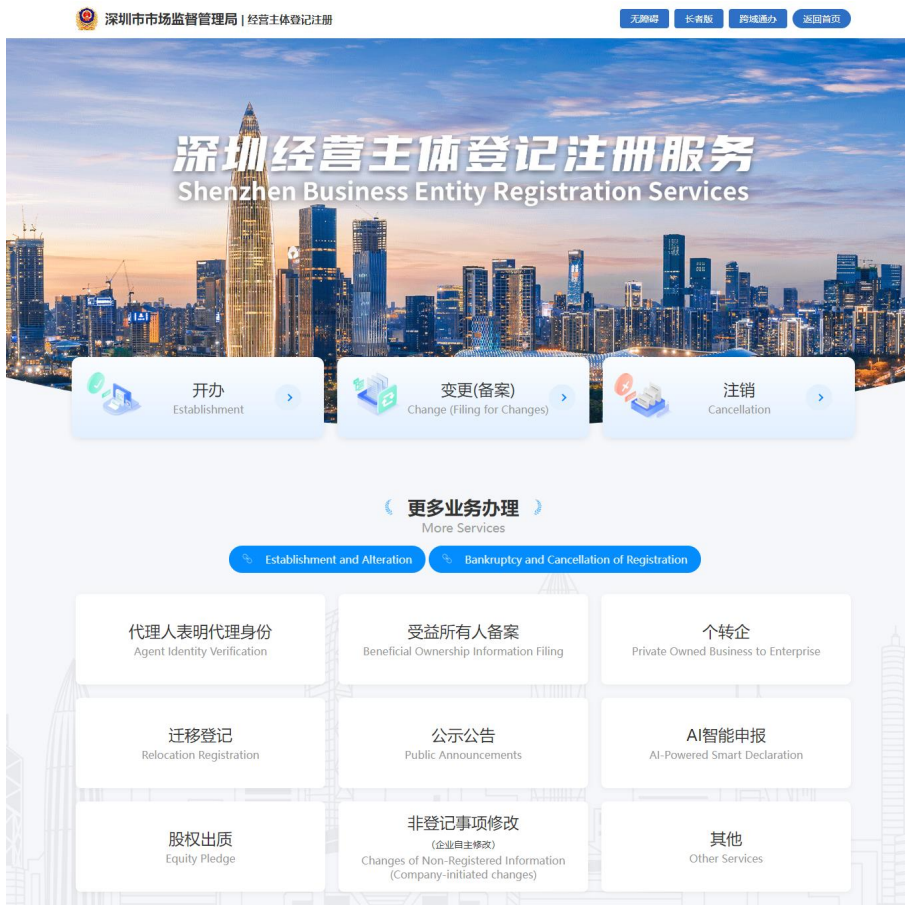 深圳市市场监督管理局 | 经营主体登记注册
无障碍
长者版
跨域通办
返回首页
深圳经营主体登记注册服务
Shenzhen Business Entity Registration Services
开办
Establishment
变更(备案)
Change (Filing for Changes)
注销
Cancellation
更多业务办理
More Services
Establishment and Alteration
Bankruptcy and Cancellation of Registration
代理人表明代理身份
Agent Identity Verification
受益所有人备案
Beneficial Ownership Information Filing
个转企
Private Owned Business to Enterprise
迁移登记
Relocation Registration
公示公告
Public Announcements
AI智能申报
AI-Powered Smart Declaration
股权出质
Equity Pledge
非登记事项修改
(企业自主修改)
Changes of Non-Registered Information
(Company-initiated changes)
其他
Other Services